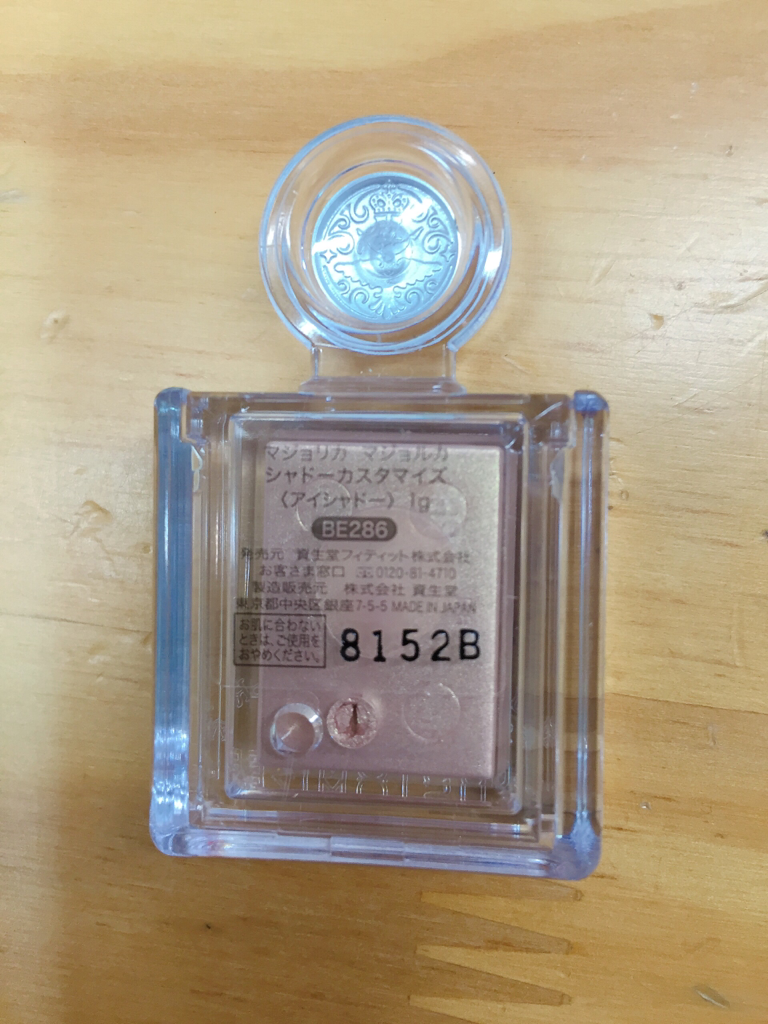 マジョリカ マジョルカ
シャドーカスタマイズ
〈アイシャドー〉 1g
BE286
発売元 資生堂フィティット株式会社
お客さま窓口 0120-81-4710
製造販売元 株式会社 資生堂
東京都中央区銀座7-5-5 MADE IN JAPAN
お肌に合わない
ときは、ご使用を
おやめください。
8152B